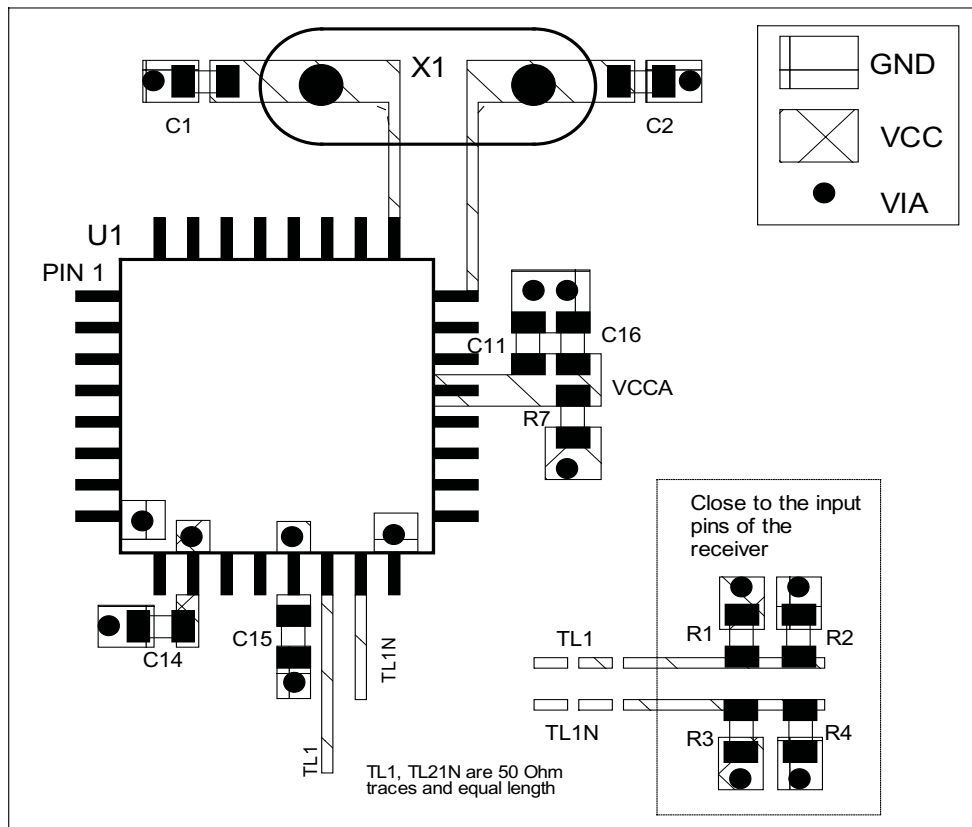 X1
GND
C1
C2
VCC
VIA
U1
PIN 1
C11
C16
VCCA
R7
Close to the input
pins of the
receiver
R1
R2
C14
C15
TL1
TL1N
TL1
TL1N
R3
R4
TL1, TL21N are 50 Ohm
traces and equal length